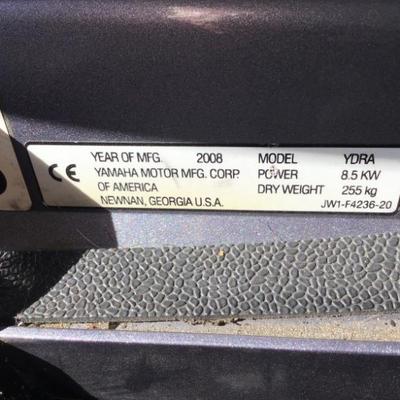 CE YEAR OF MFG. 2008 MODEL YDRA
YAMAHA MOTOR MFG. CORP. POWER 8.5 KW
OF AMERICA DRY WEIGHT 255 kg
NEWNAN, GEORGIA U.S.A. JW1-F4236-20